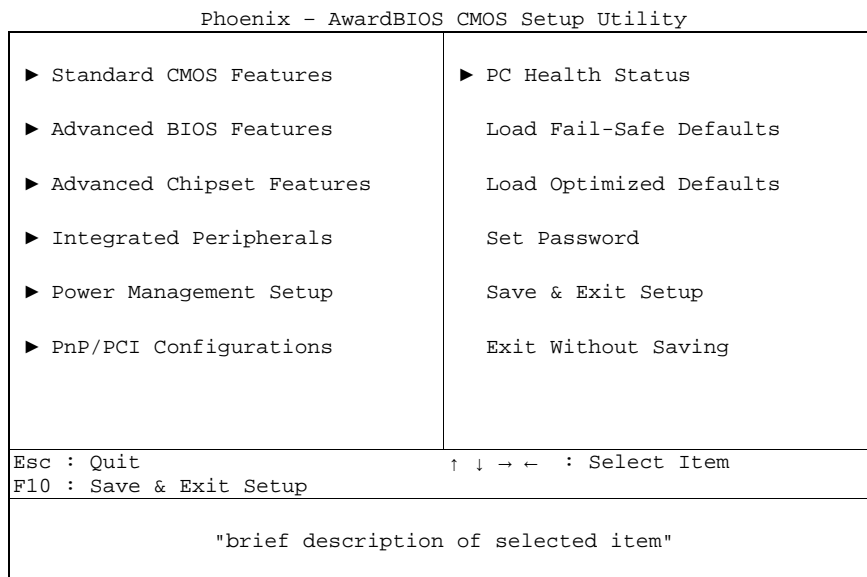 Phoenix – AwardBIOS CMOS Setup Utility
► Standard CMOS Features
► Advanced BIOS Features
► Advanced Chipset Features
► Integrated Peripherals
► Power Management Setup
► PnP/PCI Configurations
► PC Health Status
Load Fail-Safe Defaults
Load Optimized Defaults
Set Password
Save & Exit Setup
Exit Without Saving
Esc : Quit
↑ ↓ → ← : Select Item
F10 : Save & Exit Setup
"brief description of selected item"